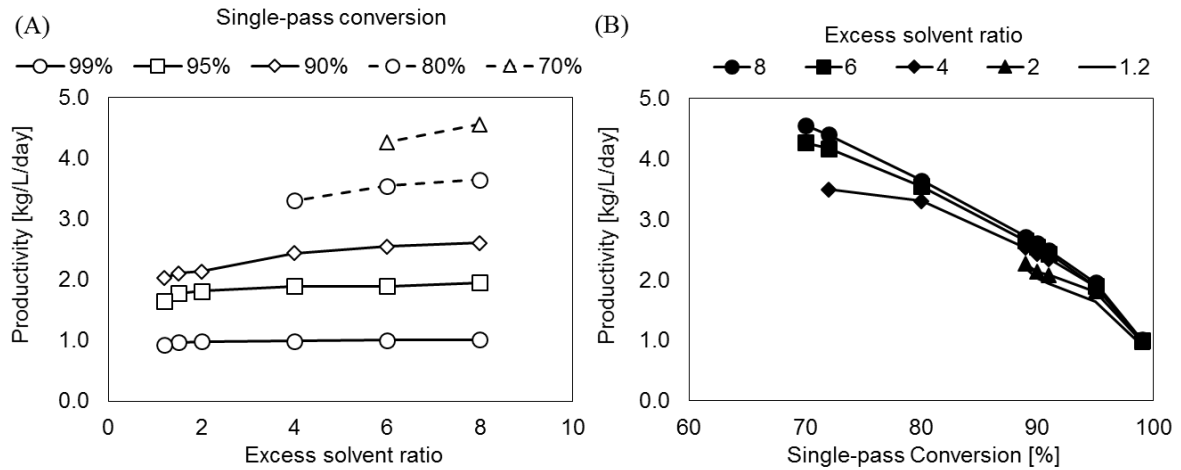 (A)
Single-pass conversion
99% 95% 90% 80% 70%
Productivity [kg/L/day]
5.0
4.0
3.0
2.0
1.0
0.0
0 2 4 6 8 10
Excess solvent ratio
(B)
Excess solvent ratio
8 6 4 2 1.2
Productivity [kg/L/day]
5.0
4.0
3.0
2.0
1.0
0.0
60 70 80 90 100
Single-pass Conversion [%]